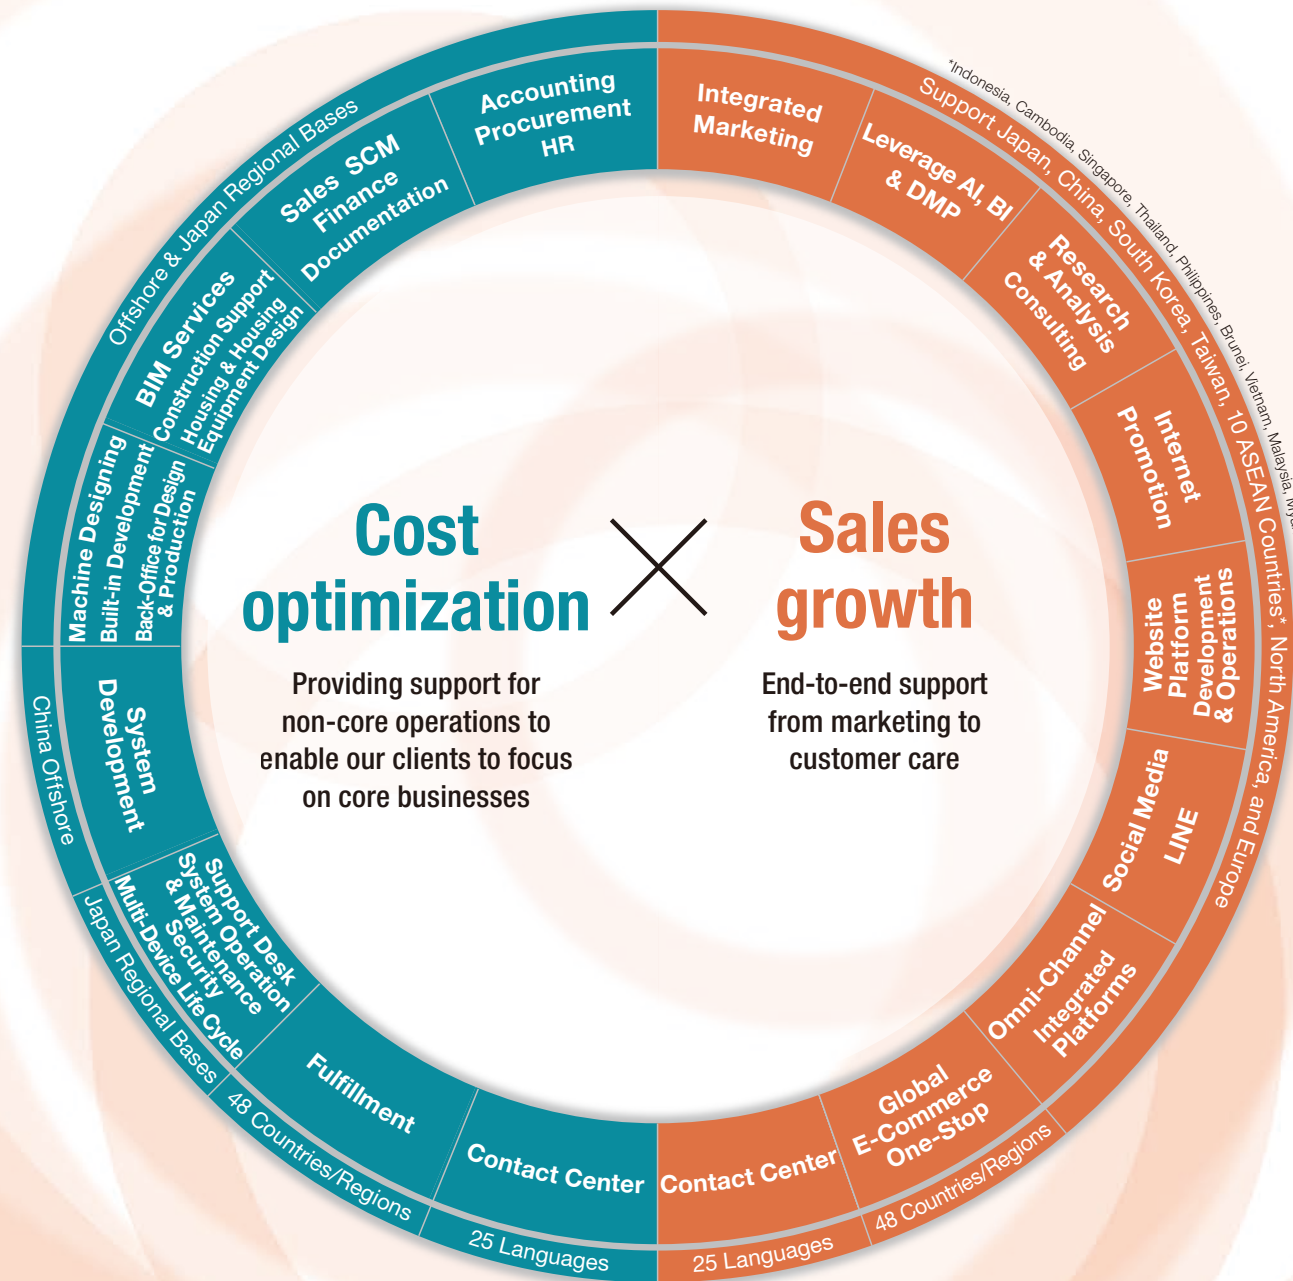 Cost
optimization
Providing support for
non-core operations to
enable our clients to focus
on core businesses
Sales
growth
End-to-end support
from marketing to
customer care
Offshore & Japan Regional Bases
Accounting
Procurement
HR
Sales SCM
Finance
Documentation
BIM Services
Construction Support
Housing & Housing
Equipment Design
Machine Designing
Built-in Development
Back-Office for Design
& Production
China Offshore
System
Development
Japan Regional Bases
Support Desk
System Operation
& Maintenance
Security
Multi-Device Life Cycle
48 Countries/Regions
Fulfillment
25 Languages
Contact Center
Support Japan, China, South Korea, Taiwan, 10 ASEAN Countries*, North America, and Europe
*Indonesia, Cambodia, Singapore, Thailand, Philippines, Brunei, Vietnam, Malaysia,
Integrated
Marketing
Leverage AI, BI
& DMP
Research
& Analysis
Consulting
Internet
Promotion
Website
Platform
Development
& Operations
Social Media
LINE
Omni-Channel
Integrated
Platforms
Global
E-Commerce
One-Stop
48 Countries/Regions
Contact Center
25 Languages